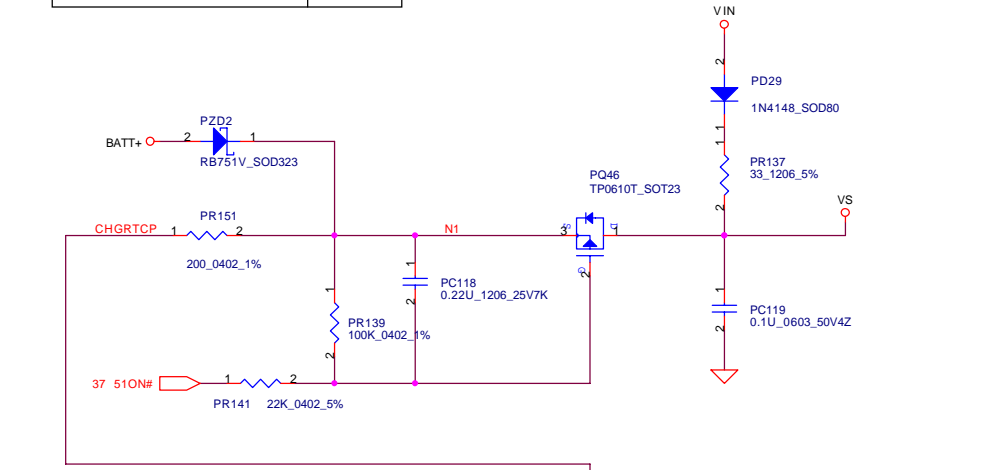 VIN
2
PD29
1N4148_SOD80
1
1
PR137
33_1206_5%
2
PZD2
BATT+
2
1
RB751V_SOD323
PQ46
TP0610T_SOT23
VS
CHGRTCP
1
PR151
2
200_0402_1%
N1
3
S
D
1
G
2
1
PC118
0.22U_1206_25V7K
2
1
PR139
100K_0402_1%
2
1
PC119
0.1U_0603_50V4Z
2
37 51ON#
1
2
PR141
22K_0402_5%